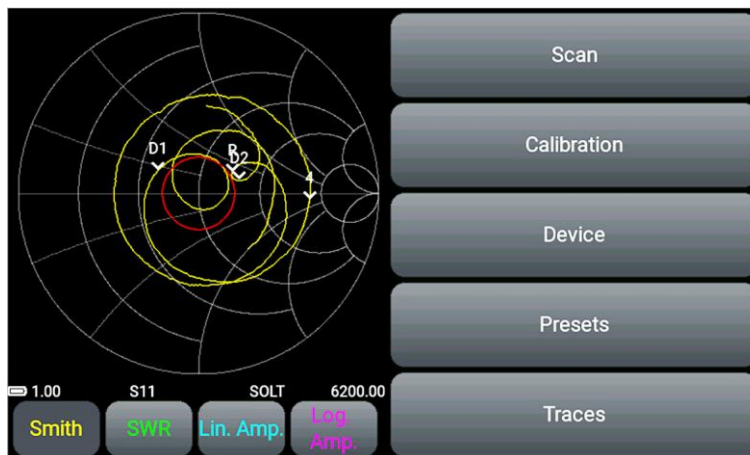 Scan
Calibration
Device
Presets
Traces
D1
R
D2
4
1.00 S11 SOLT 6200.00
Smith SWR Lin. Amp. Log. Amp.